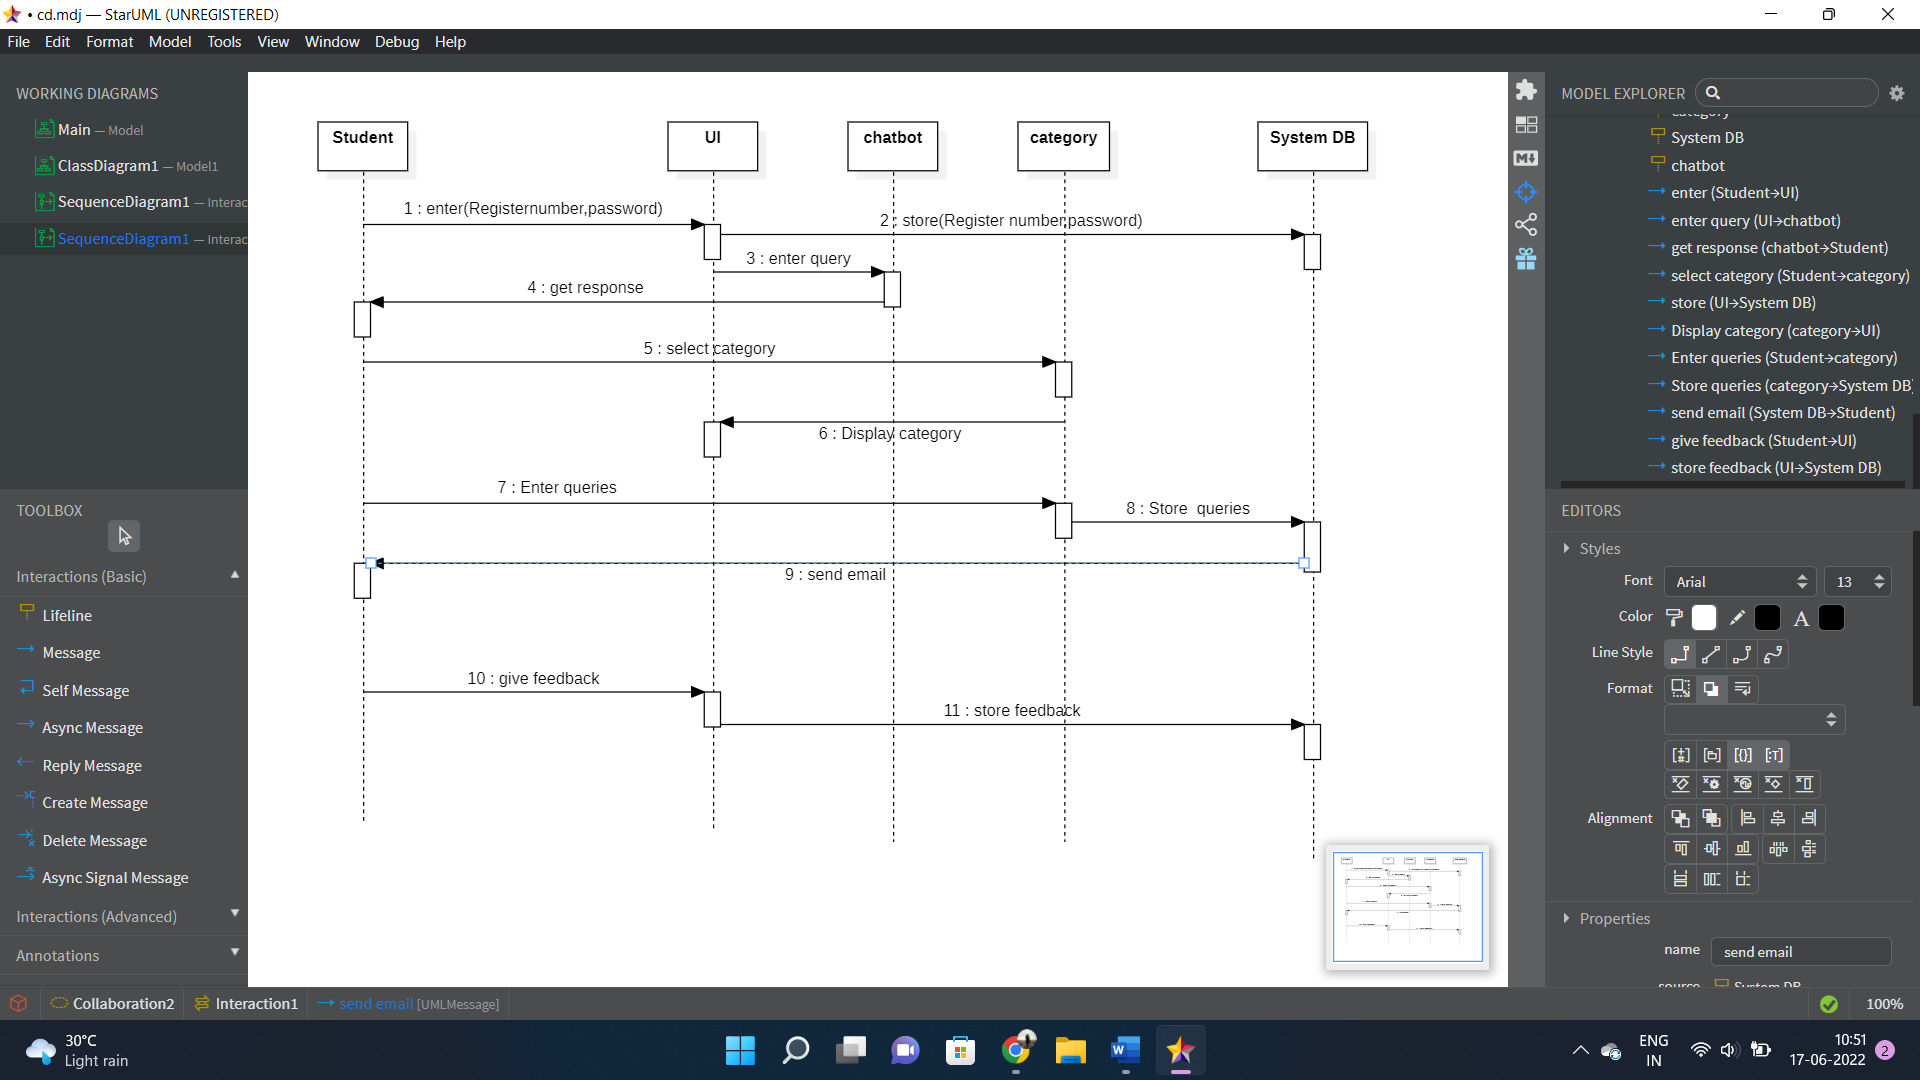 • cd.mdj — StarUML (UNREGISTERED)
File Edit Format Model Tools View Window Debug Help
WORKING DIAGRAMS
Main — Model
ClassDiagram1 — Model1
SequenceDiagram1 — Interac
SequenceDiagram1 — Interac
TOOLBOX
Interactions (Basic)
Lifeline
Message
Self Message
Async Message
Reply Message
Create Message
Delete Message
Async Signal Message
Interactions (Advanced)
Annotations
Student UI chatbot category System DB
1 : enter(Registernumber,password)
2 : store(Register number,password)
3 : enter query
4 : get response
5 : select category
6 : Display category
7 : Enter queries
8 : Store  queries
9 : send email
10 : give feedback
11 : store feedback
MODEL EXPLORER
category
System DB
chatbot
enter (Student→UI)
enter query (UI→chatbot)
get response (chatbot→Student)
select category (Student→category)
store (UI→System DB)
Display category (category→UI)
Enter queries (Student→category)
Store queries (category→System DB)
send email (System DB→Student)
give feedback (Student→UI)
store feedback (UI→System DB)
EDITORS
Styles
Font Arial 13
Color
Line Style
Format
Alignment
Properties
name send email
source System DB
Collaboration2 Interaction1 send email [UMLMessage] 100%
30°C
Light rain
ENG
IN
10:51
17-06-2022
2